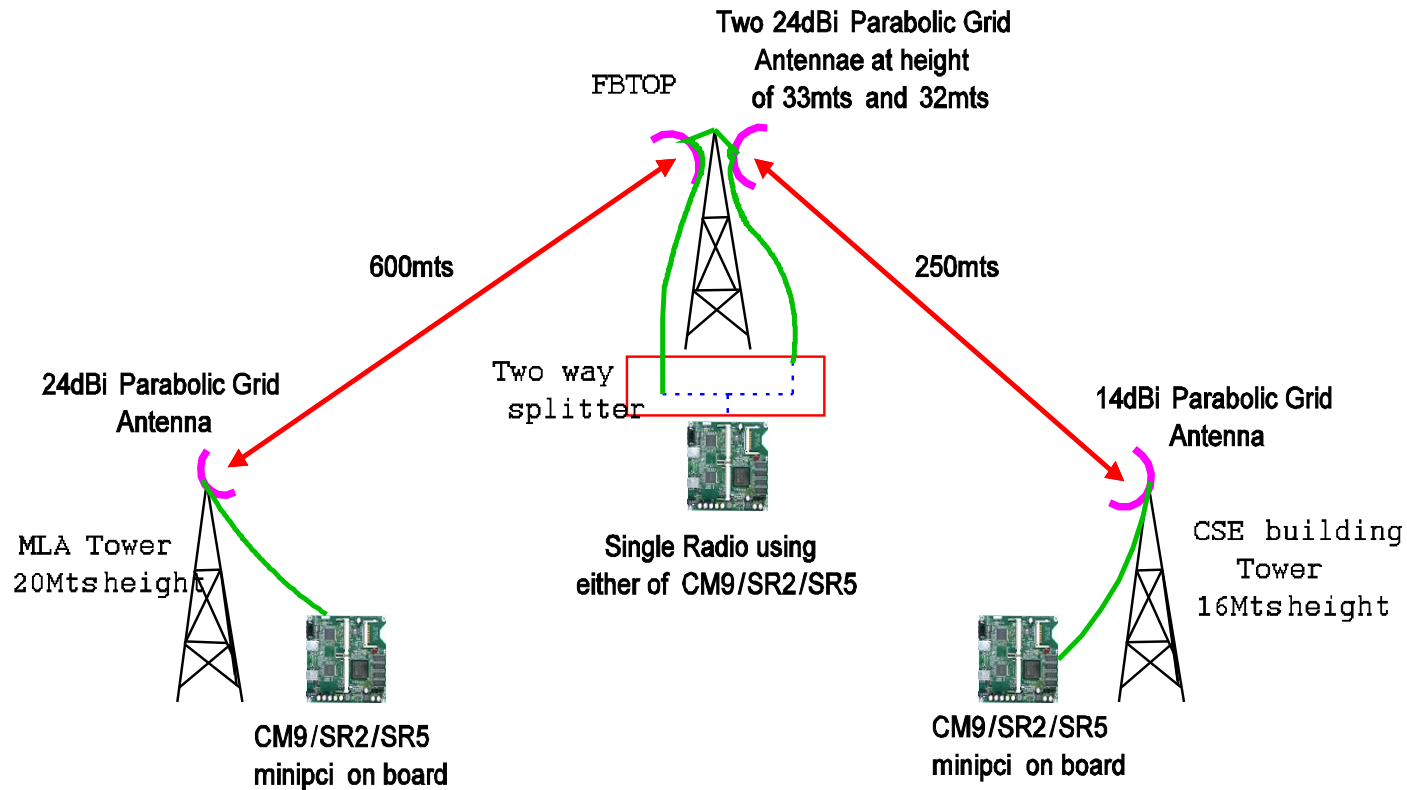 Two 24dBi Parabolic Grid
Antennae at height
of 33mts and 32mts
FBTOP
600mts
250mts
Two way
splitter
24dBi Parabolic Grid
Antenna
14dBi Parabolic Grid
Antenna
MLA Tower
20Mtsheight
Single Radio using
either of CM9/SR2/SR5
CSE building
Tower
16Mtsheight
CM9/SR2/SR5
minipci on board
CM9/SR2/SR5
minipci on board